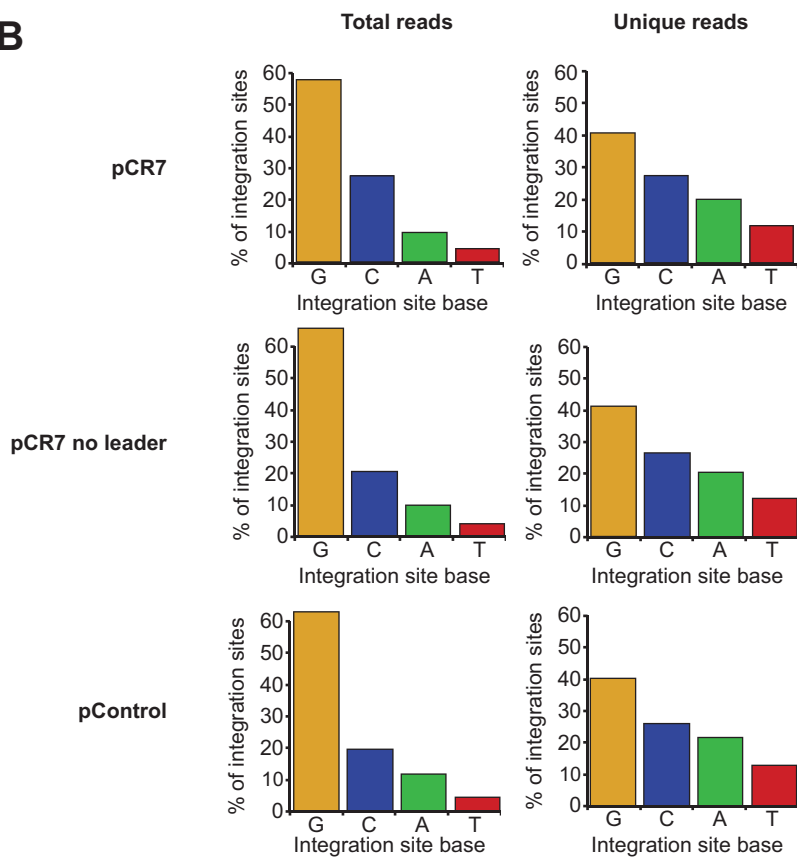 B
Total reads
Unique reads
pCR7
% of integration sites
60
50
40
30
20
10
0
G C A T
Integration site base
% of integration sites
60
50
40
30
20
10
0
G C A T
Integration site base
pCR7 no leader
% of integration sites
60
50
40
30
20
10
0
G C A T
Integration site base
% of integration sites
60
50
40
30
20
10
0
G C A T
Integration site base
pControl
% of integration sites
60
50
40
30
20
10
0
G C A T
Integration site base
% of integration sites
60
50
40
30
20
10
0
G C A T
Integration site base